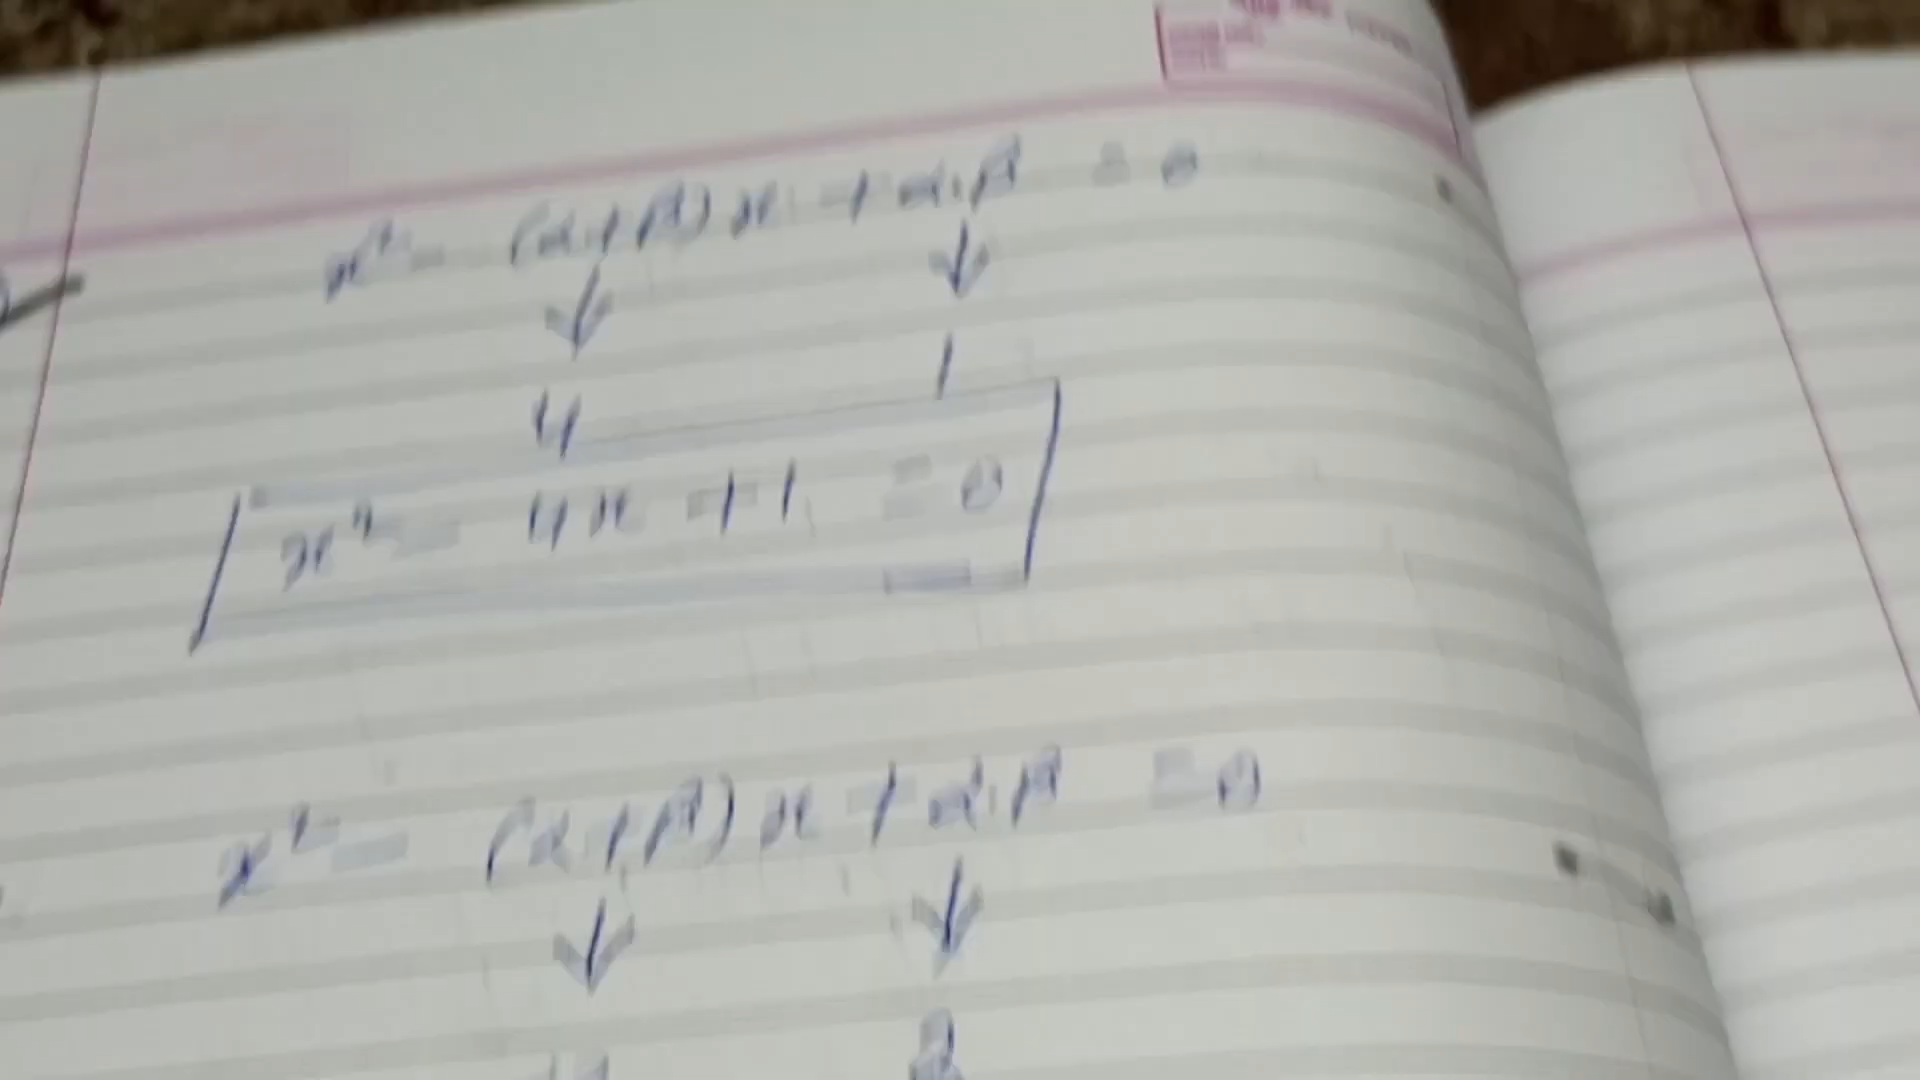 x² - (α+β)x + α.β = 0
↓ ↓
4 1
x² - 4x + 1 = 0
x² - (α+β)x + α.β = 0
↓ ↓